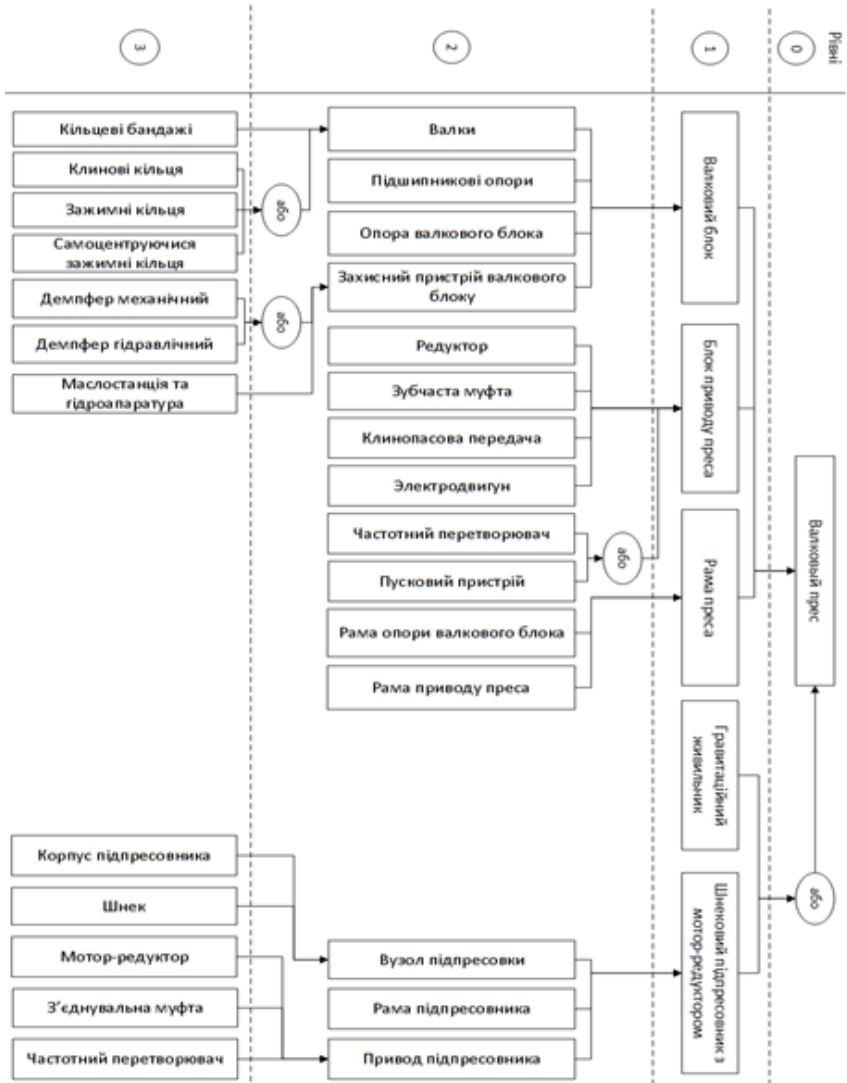 Рівні
0
1
2
3
Валковый прес
або
Валковий блок
Блок приводу преса
Рама преса
Гравитаційний
живильник
Шнековий підпресовник з
мотор-редуктором
Валки
Підшипникові опори
Опора валкового блока
Захисний пристрій валкового
блоку
Редуктор
Зубчаста муфта
Клинопасова передача
Электродвигун
Частотний перетворювач
Пусковий пристрій
або
Рама опори валкового блока
Рама приводу преса
Вузол підпресовки
Рама підпресовника
Привод підпресовника
Кільцеві бандажі
Клинові кільця
Зажимні кільця
Самоцентруючися
зажимні кільця
або
Демпфер механічний
Демпфер гідравлічний
або
Маслостанція та
гідроапаратура
Корпус підпресовника
Шнек
Мотор-редуктор
З’єднувальна муфта
Частотний перетворювач